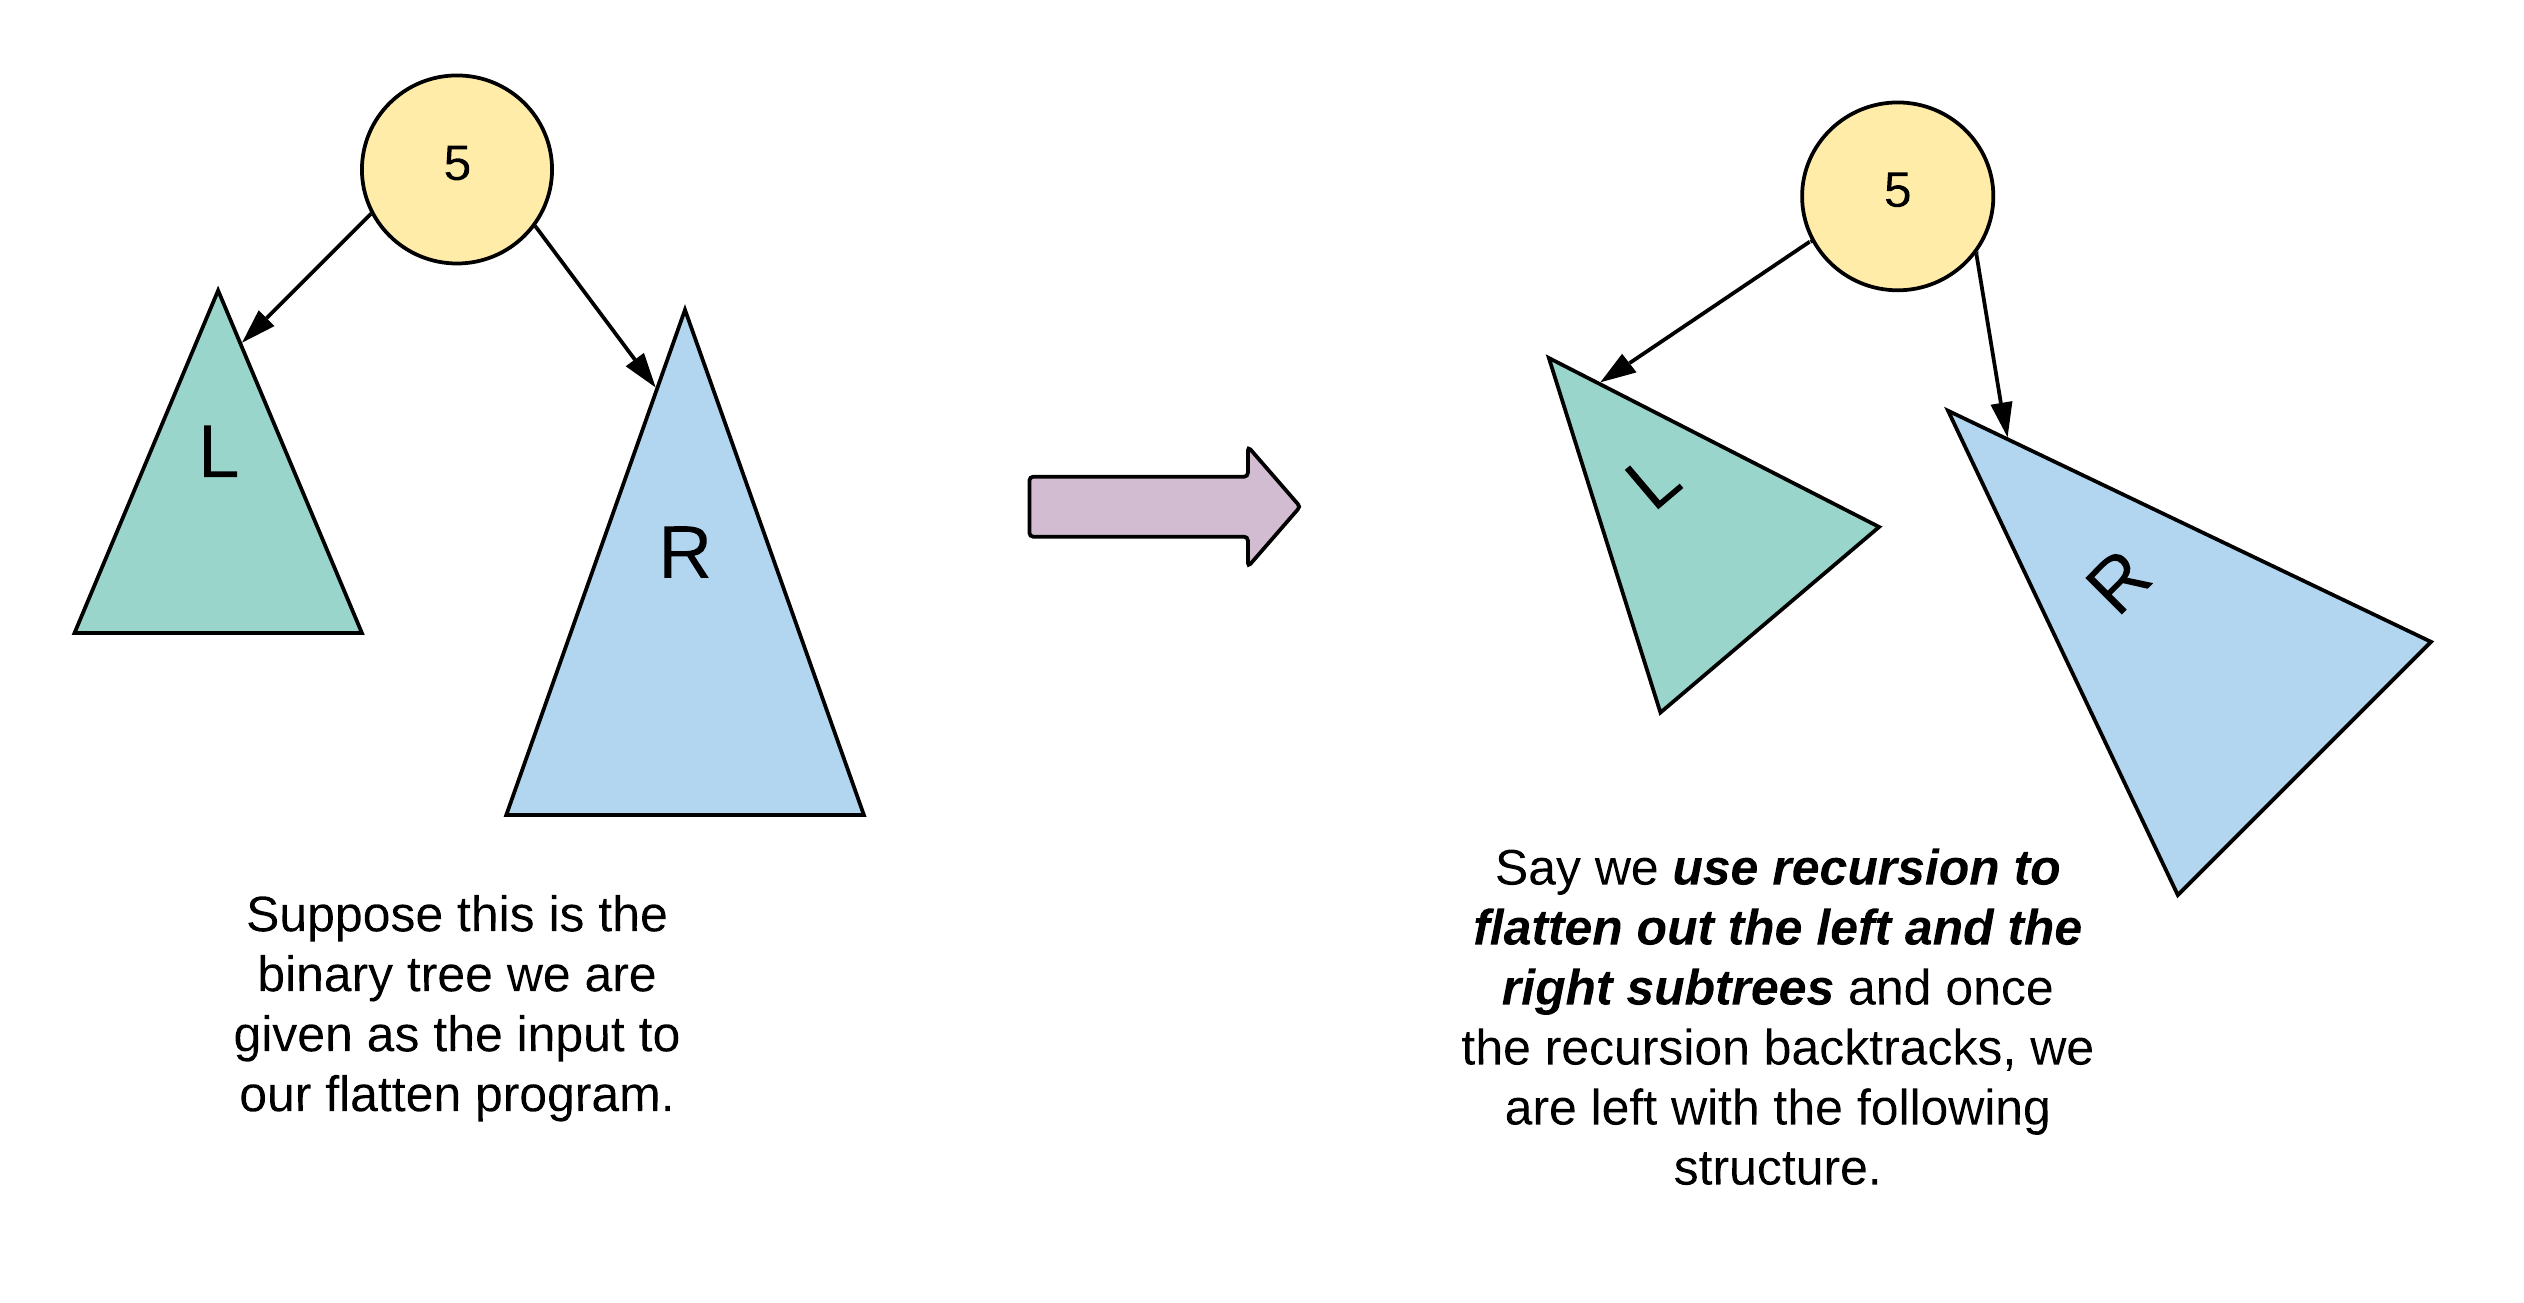 5
L
R
Suppose this is the
binary tree we are
given as the input to
our flatten program.
5
L
R
Say we use recursion to
flatten out the left and the
right subtrees and once
the recursion backtracks, we
are left with the following
structure.